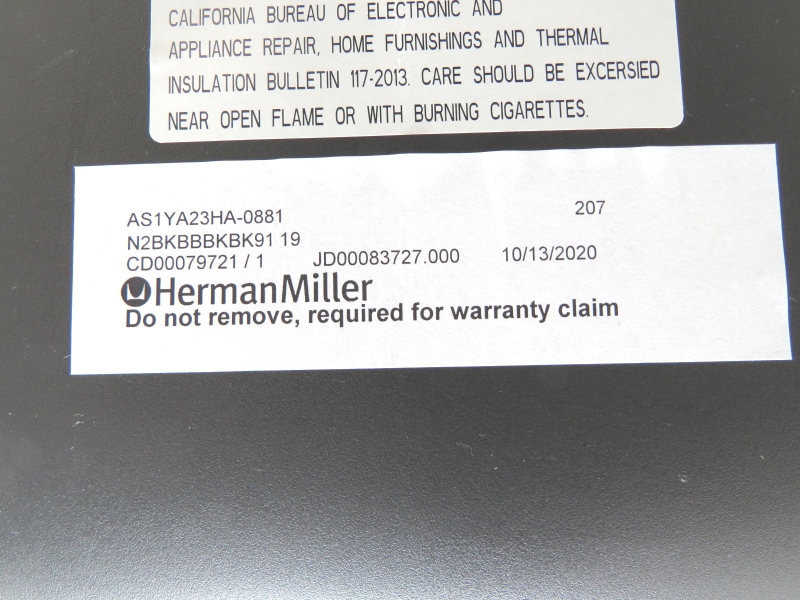 CALIFORNIA BUREAU OF ELECTRONIC AND
APPLIANCE REPAIR, HOME FURNISHINGS AND THERMAL
INSULATION BULLETIN 117-2013. CARE SHOULD BE EXCERSIED
NEAR OPEN FLAME OR WITH BURNING CIGARETTES.
AS1YA23HA-0881 207
N2BKBBBKBK91 19
CD00079721 / 1 JD00083727.000 10/13/2020
HermanMiller
Do not remove, required for warranty claim